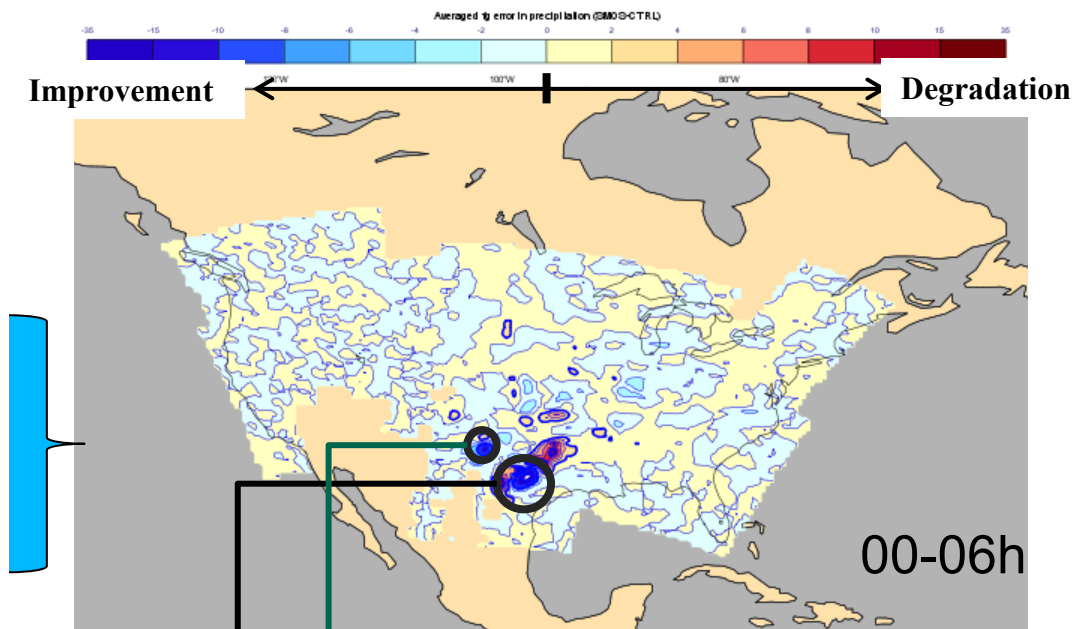 Averaged fg error in precipitation (SMOS-CTRL)
-35 -15 -10 -8 -6 -4 -2 0 2 4 6 8 10 15 35
100°W 80°W
Improvement Degradation
00-06h